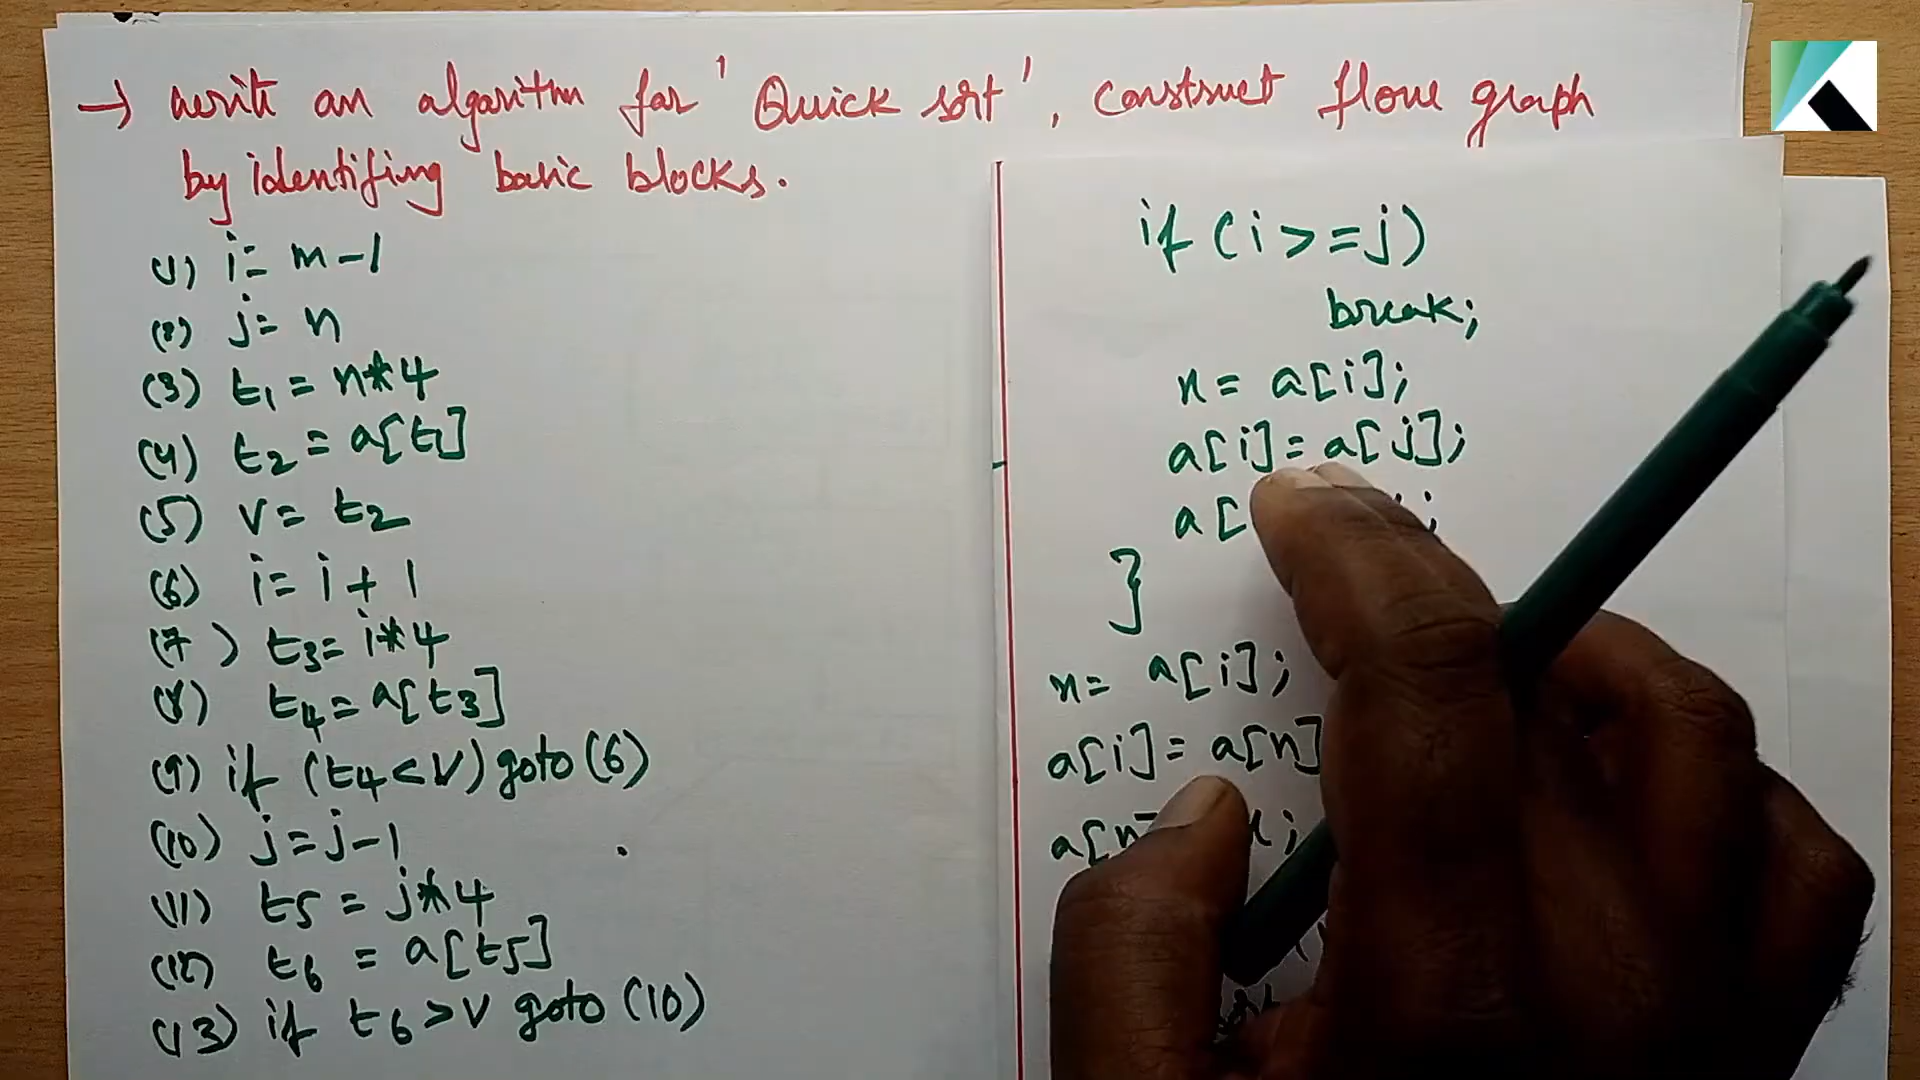 → write an algorithm for 'Quick sort', construct flow graph
by identifing basic blocks.
(1) i = m - 1
(2) j = n
(3) t1 = n*4
(4) t2 = a[t1]
(5) v = t2
(6) i = i + 1
(7) t3 = i*4
(8) t4 = a[t3]
(9) if (t4 < v) goto (6)
(10) j = j - 1
(11) t5 = j*4
(12) t6 = a[t5]
(13) if t6 > v goto (10)
if (i >= j)
break;
x = a[i];
a[i] = a[j];
a[
}
x = a[i];
a[i] = a[n]
a[n